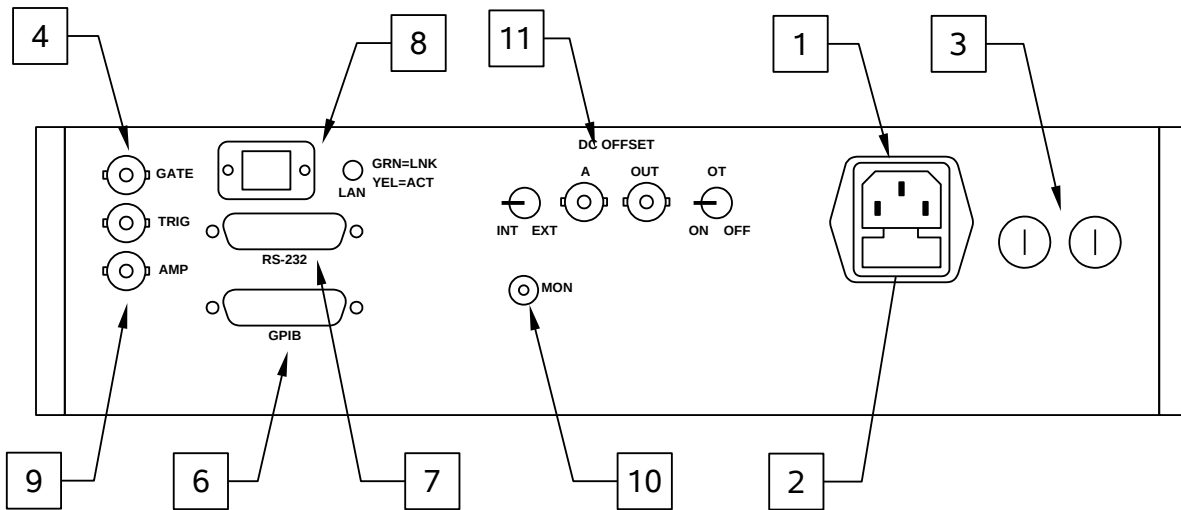 4
8
11
1
3
DC OFFSET
GATE
GRN=LNK
YEL=ACT
LAN
A
OUT
OT
TRIG
INT EXT
ON OFF
RS-232
AMP
MON
GPIB
9
6
7
10
2